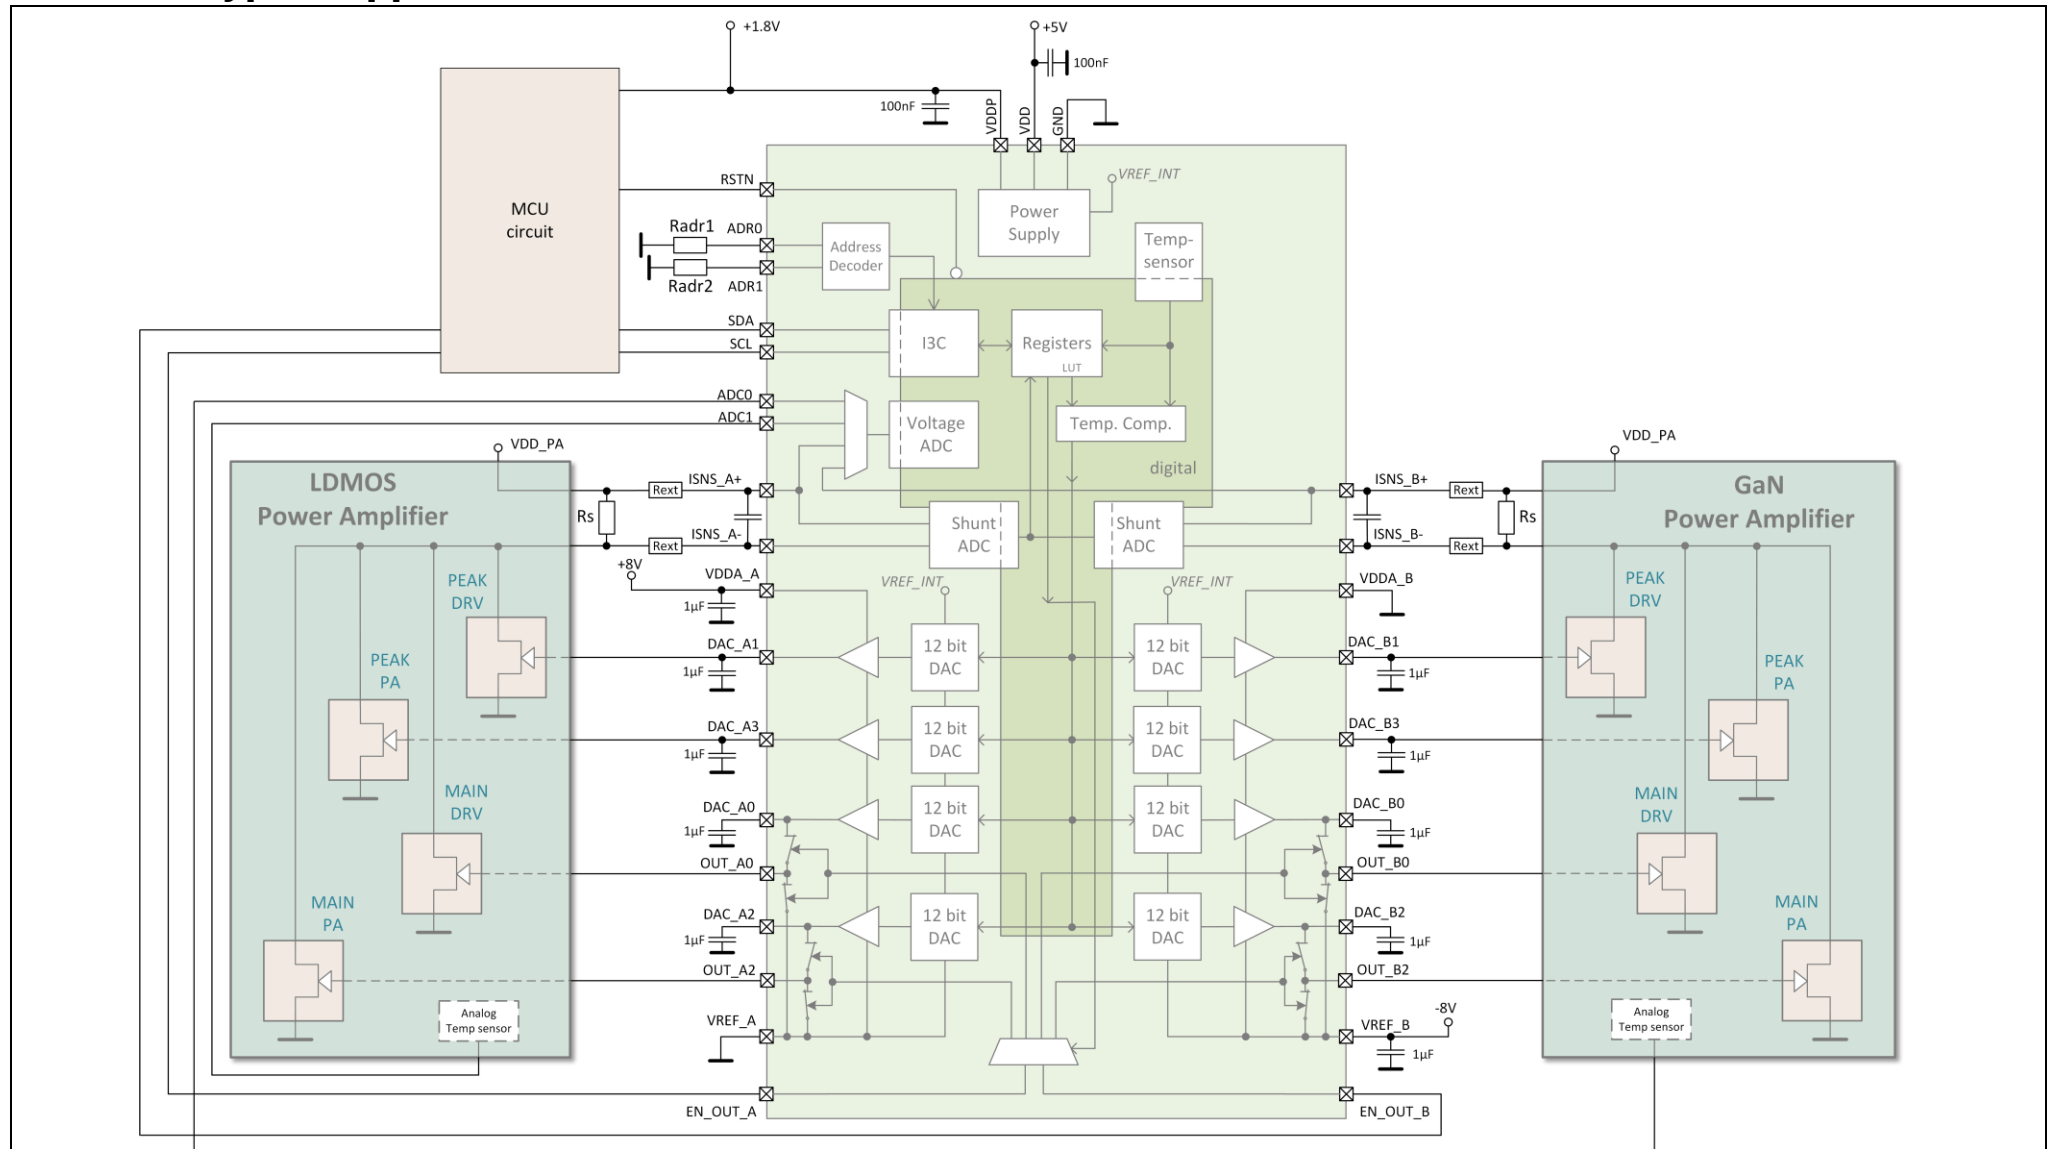 +1.8V
+5V
100nF
100nF
VDDP
VDD
GND
MCU
circuit
RSTN
VREF_INT
Power
Supply
Radr1
ADR0
Address
Decoder
Temp-
sensor
Radr2
ADR1
SDA
SCL
I3C
Registers
LUT
ADC0
ADC1
Voltage
ADC
Temp. Comp.
digital
VDD_PA
VDD_PA
LDMOS
Power Amplifier
Rext
ISNS_A+
Rs
Rext
ISNS_A-
Shunt
ADC
Shunt
ADC
ISNS_B+
Rext
Rs
ISNS_B-
Rext
GaN
Power Amplifier
+8V
VDDA_A
1µF
VREF_INT
VREF_INT
VDDA_B
PEAK
DRV
PEAK
DRV
DAC_A1
1µF
12 bit
DAC
12 bit
DAC
DAC_B1
1µF
PEAK
PA
PEAK
PA
DAC_A3
1µF
12 bit
DAC
12 bit
DAC
DAC_B3
1µF
MAIN
DRV
MAIN
DRV
DAC_A0
1µF
12 bit
DAC
12 bit
DAC
DAC_B0
1µF
OUT_A0
OUT_B0
MAIN
PA
MAIN
PA
DAC_A2
1µF
12 bit
DAC
12 bit
DAC
DAC_B2
1µF
OUT_A2
OUT_B2
Analog
Temp sensor
Analog
Temp sensor
VREF_A
-8V
VREF_B
1µF
EN_OUT_A
EN_OUT_B